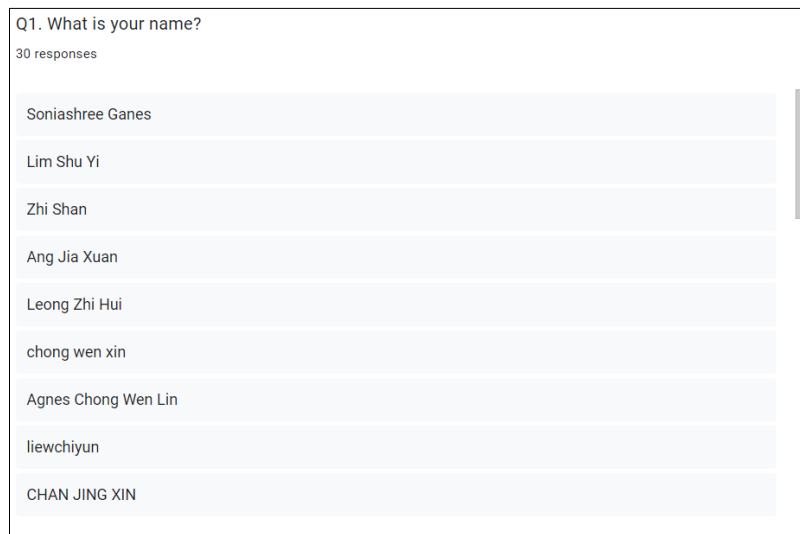 Q1. What is your name?
30 responses
Soniashree Ganes
Lim Shu Yi
Zhi Shan
Ang Jia Xuan
Leong Zhi Hui
chong wen xin
Agnes Chong Wen Lin
liewchiyun
CHAN JING XIN